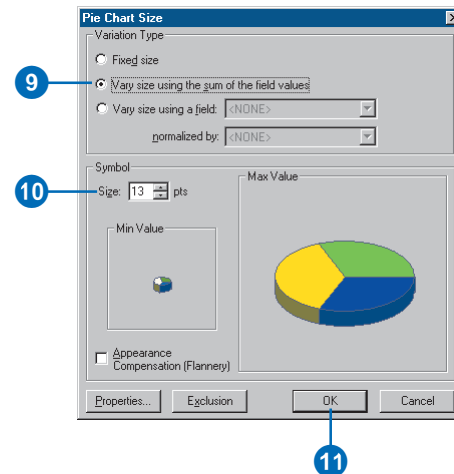 Pie Chart Size
Variation Type
Fixed size
9
Vary size using the sum of the field values
Vary size using a field: <NONE>
normalized by: <NONE>
Symbol
10
Size: 13 pts
Max Value
Min Value
Appearance
Compensation (Flannery)
Properties... Exclusion OK Cancel
11